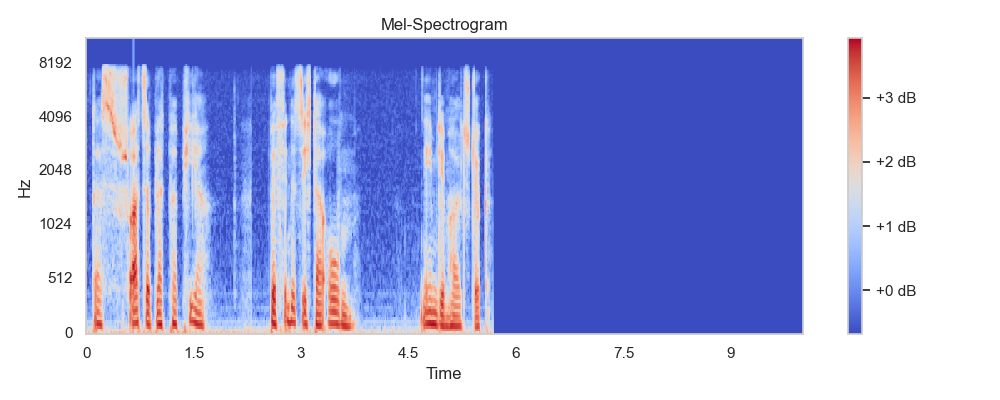 Mel-Spectrogram
8192
4096
2048
1024
512
0
Hz
0 1.5 3 4.5 6 7.5 9
Time
+3 dB
+2 dB
+1 dB
+0 dB